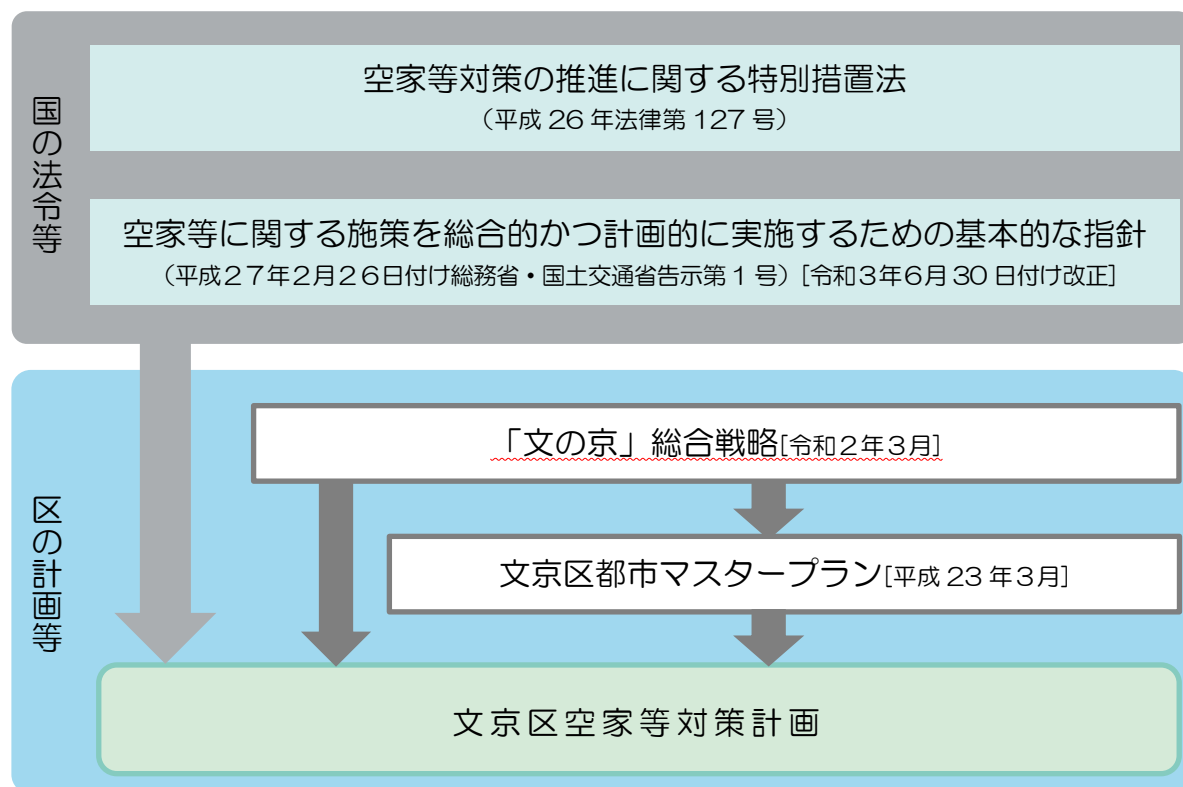 国の法令等
空家等対策の推進に関する特別措置法
（平成 26 年法律第 127 号）
空家等に関する施策を総合的かつ計画的に実施するための基本的な指針
（平成２７年２月２６日付け総務省・国土交通省告示第 1 号）[令和３年６月 30 日付け改正]
区の計画等
「文の京」総合戦略[令和２年３月]
文京区都市マスタープラン[平成 23 年３月]
文京区空家等対策計画